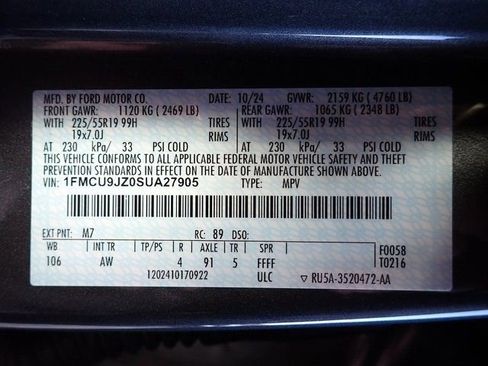 MFD. BY FORD MOTOR CO. 10/24 GVWR: 2159 KG ( 4760 LB)
FRONT GAWR: 1120 KG ( 2469 LB) REAR GAWR: 1065 KG ( 2348 LB)
WITH 225/55R19 99H TIRES WITH 225/55R19 99H TIRES
19x7.0J RIMS 19x7.0J RIMS
AT 230 kPa/ 33 PSI COLD AT 230 kPa/ 33 PSI COLD
THIS VEHICLE CONFORMS TO ALL APPLICABLE FEDERAL MOTOR VEHICLE SAFETY AND THEFT
PREVENTION STANDARDS IN EFFECT ON THE DATE OF MANUFACTURE SHOWN ABOVE.
VIN: 1FMCU9JZ0SUA27905 TYPE: MPV
EXT PNT: M7 RC: 89 DSO:
WB INT TR TP/PS R AXLE TR SPR F0058
106 AW 4 91 5 FFFF T0216
1202410170922 ULC ▽ RU5A-3520472-AA